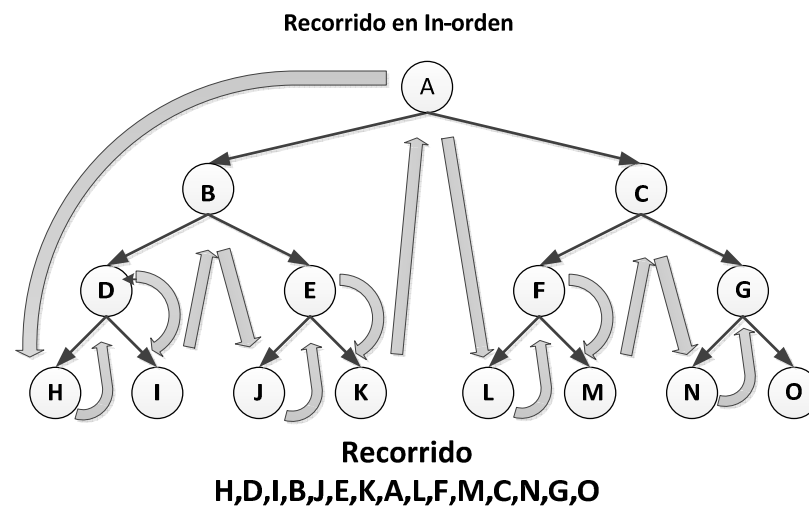 Recorrido en In-orden
A
B C
D E F G
H I J K L M N O
Recorrido
H,D,I,B,J,E,K,A,L,F,M,C,N,G,O